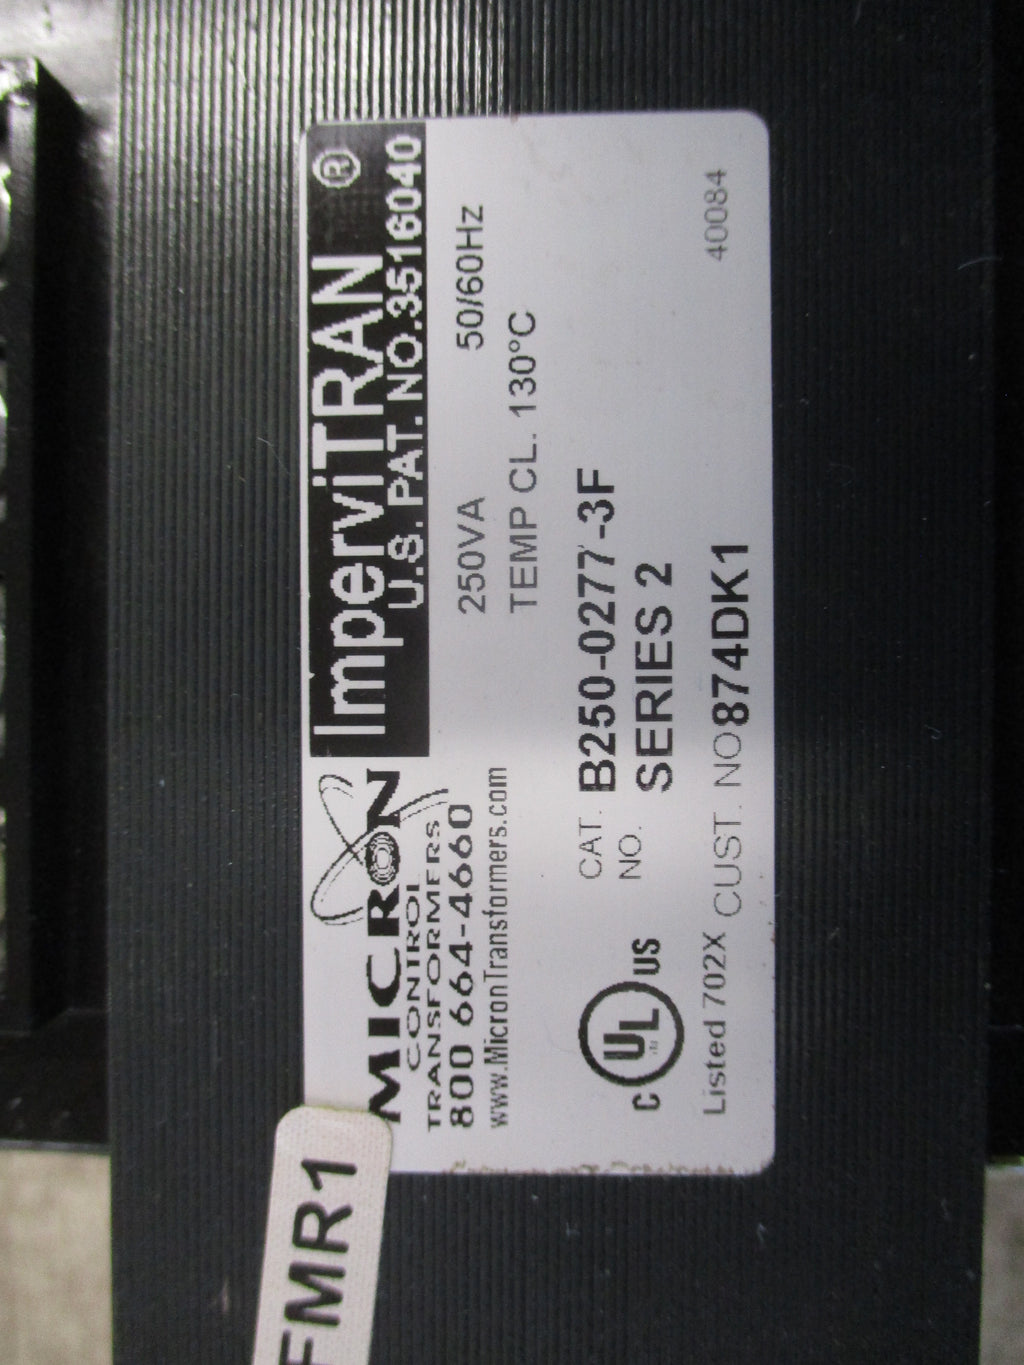 MICRON
CONTROL
TRANSFORMERS
800 664-4660
www.MicronTransformers.com
ImperviTRAN ®
U.S. PAT. NO.3516040
250VA 50/60Hz
TEMP CL. 130°C
CAT. NO. B250-0277-3F
SERIES 2
C UL US
Listed 702X CUST. NO 874DK1
40084
FMR1